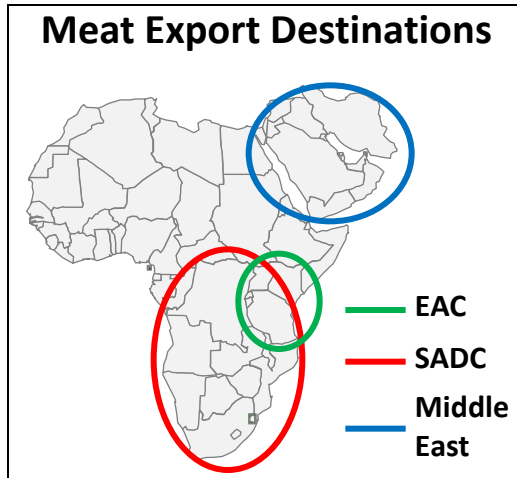 Meat Export Destinations
EAC
SADC
Middle
East